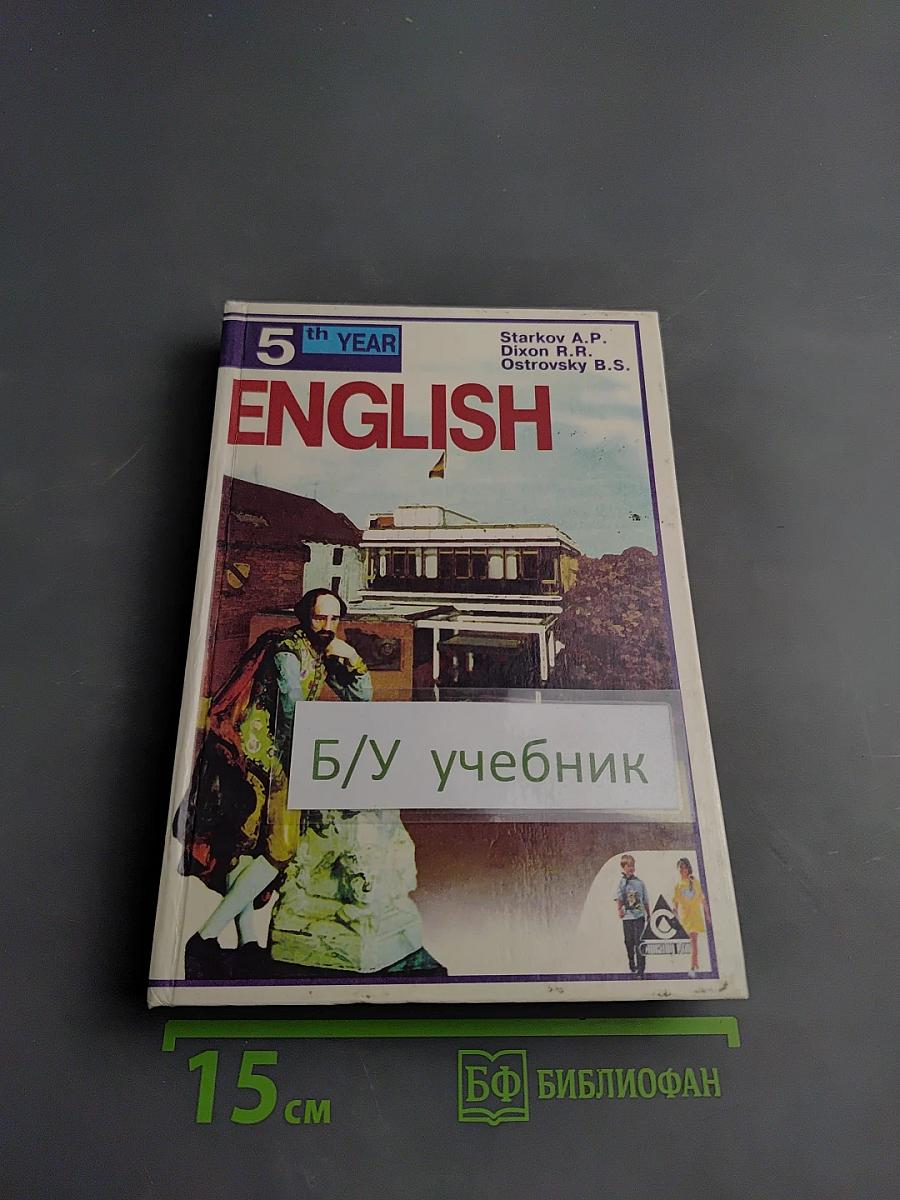 5th YEAR
Starkov A.P.
Dixon R.R.
Ostrovsky B.S.
ENGLISH
Б/У учебник
С
15 см
БФ БИБЛИОФАН